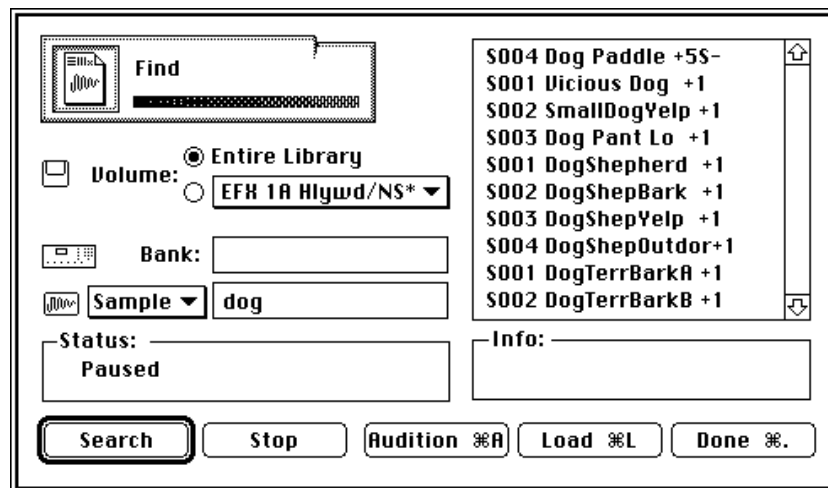 Find
Volume:
Entire Library
EFX 1A Hlywd/NS*
Bank:
Sample
dog
Status:
Paused
S004 Dog Paddle +5S-
S001 Vicious Dog +1
S002 SmallDogYelp +1
S003 Dog Pant Lo +1
S001 DogShepherd +1
S002 DogShepBark +1
S003 DogShepYelp +1
S004 DogShepOutdor+1
S001 DogTerrBarkA +1
S002 DogTerrBarkB +1
Info:
Search
Stop
Audition ⌘A
Load ⌘L
Done ⌘.